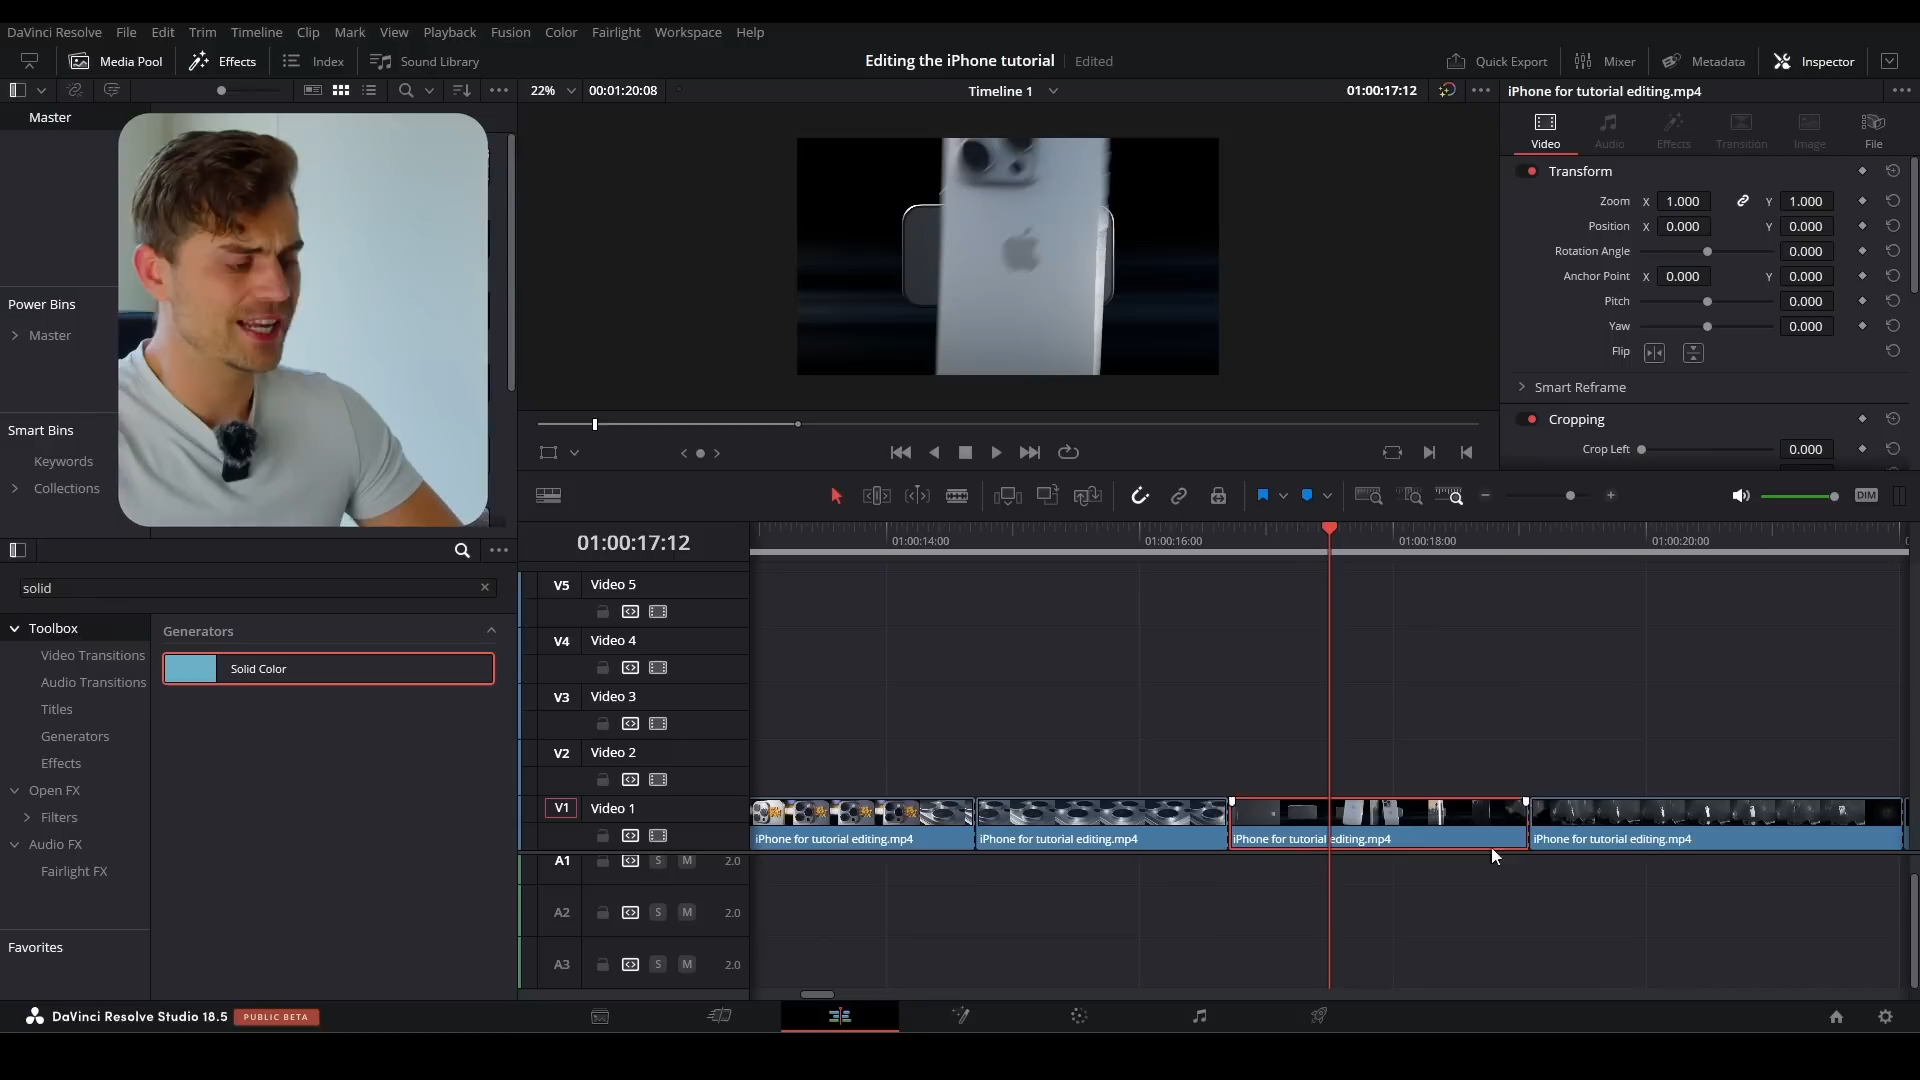 DaVinci Resolve File Edit Trim Timeline Clip Mark View Playback Fusion Color Fairlight Workspace Help
Media Pool Effects Index Sound Library Editing the iPhone tutorial Edited Quick Export Mixer Metadata Inspector
22% 00:01:20:08 Timeline 1 01:00:17:12 iPhone for tutorial editing.mp4
Master
Power Bins
Master
Smart Bins
Keywords
Collections
Video Audio Effects Transition Image File
Transform
Zoom X 1.000 Y 1.000
Position X 0.000 Y 0.000
Rotation Angle 0.000
Anchor Point X 0.000 Y 0.000
Pitch 0.000
Yaw 0.000
Flip
Smart Reframe
Cropping
Crop Left 0.000
DIM
solid
Toolbox
Video Transitions
Audio Transitions
Titles
Generators
Effects
Open FX
Filters
Audio FX
Fairlight FX
Favorites
Generators
Solid Color
01:00:17:12 01:00:14:00 01:00:16:00 01:00:18:00 01:00:20:00
V5 Video 5
V4 Video 4
V3 Video 3
V2 Video 2
V1 Video 1
iPhone for tutorial editing.mp4 iPhone for tutorial editing.mp4 iPhone for tutorial editing.mp4 iPhone for tutorial editing.mp4
A1 S M 2.0
A2 S M 2.0
A3 S M 2.0
DaVinci Resolve Studio 18.5 PUBLIC BETA